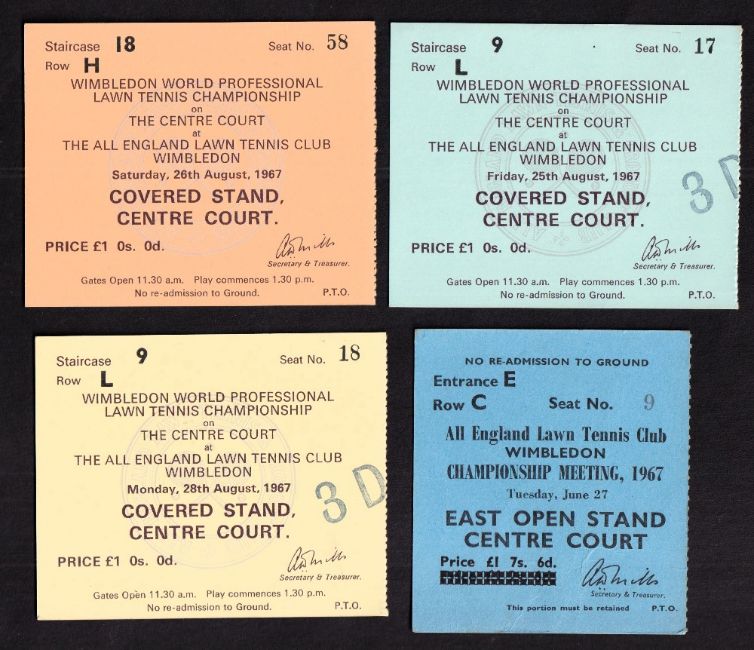 Staircase 18 Seat No. 58
Row H
WIMBLEDON WORLD PROFESSIONAL
LAWN TENNIS CHAMPIONSHIP
on
THE CENTRE COURT
at
THE ALL ENGLAND LAWN TENNIS CLUB
WIMBLEDON
Saturday, 26th August, 1967
COVERED STAND,
CENTRE COURT.
PRICE £1 0s. 0d.
Secretary & Treasurer.
Gates Open 11.30 a.m. Play commences 1.30 p.m.
No re-admission to Ground. P.T.O.
Staircase 9 Seat No. 17
Row L
WIMBLEDON WORLD PROFESSIONAL
LAWN TENNIS CHAMPIONSHIP
on
THE CENTRE COURT
at
THE ALL ENGLAND LAWN TENNIS CLUB
WIMBLEDON
Friday, 25th August, 1967
3 D
COVERED STAND,
CENTRE COURT.
PRICE £1 0s. 0d.
Secretary & Treasurer.
Gates Open 11.30 a.m. Play commences 1.30 p.m.
No re-admission to Ground. P.T.O.
Staircase 9 Seat No. 18
Row L
WIMBLEDON WORLD PROFESSIONAL
LAWN TENNIS CHAMPIONSHIP
on
THE CENTRE COURT
at
THE ALL ENGLAND LAWN TENNIS CLUB
WIMBLEDON
Monday, 28th August, 1967
3 D
COVERED STAND,
CENTRE COURT.
PRICE £1 0s. 0d.
Secretary & Treasurer.
Gates Open 11.30 a.m. Play commences 1.30 p.m.
No re-admission to Ground. P.T.O.
NO RE-ADMISSION TO GROUND
Entrance E
Row C Seat No. 9
All England Lawn Tennis Club
WIMBLEDON
CHAMPIONSHIP MEETING, 1967
Tuesday, June 27
EAST OPEN STAND
CENTRE COURT
Price £1 7s. 6d.
Secretary & Treasurer.
This portion must be retained P.T.O.